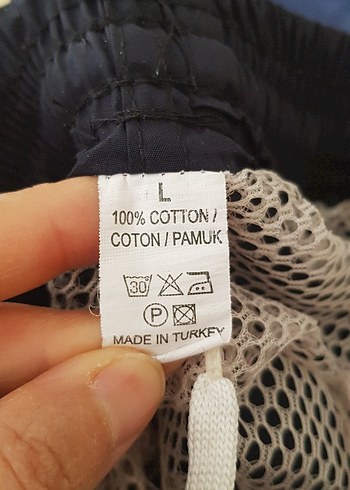 L
100% COTTON /
COTON / PAMUK
30
P
MADE IN TURKEY